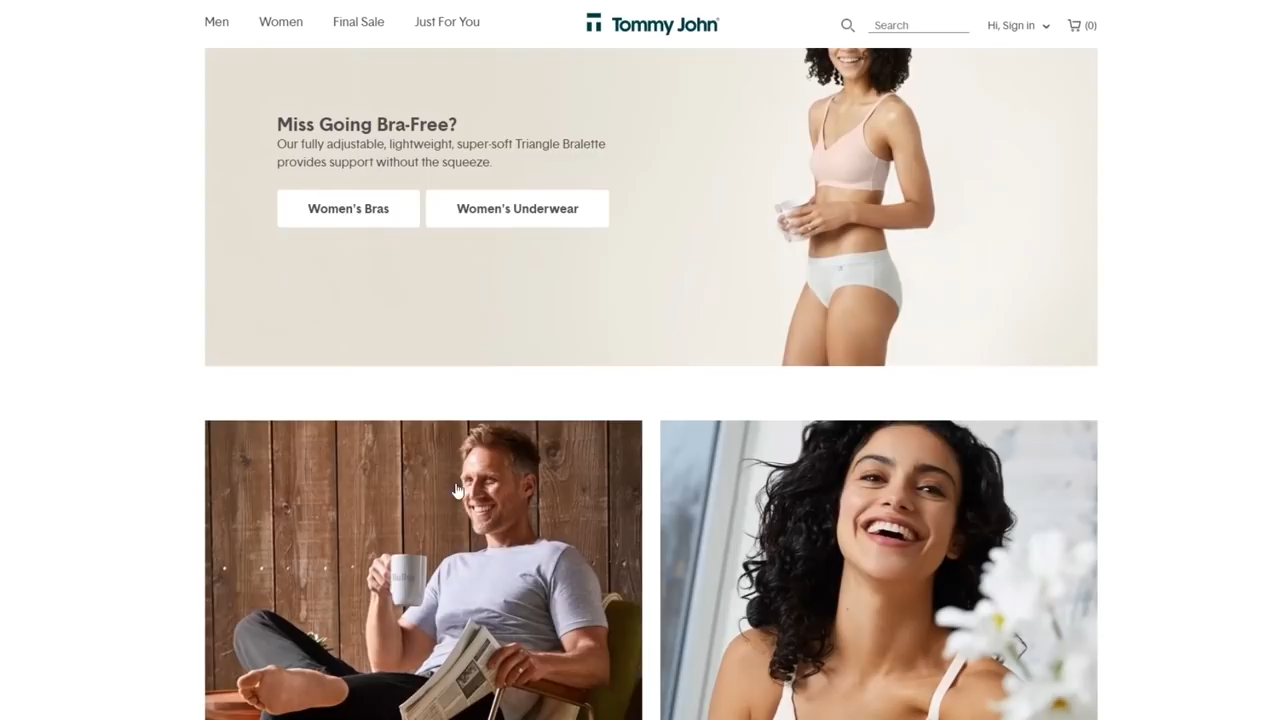 Men Women Final Sale Just For You Tommy John Search Hi, Sign in (0)
Miss Going Bra-Free?
Our fully adjustable, lightweight, super-soft Triangle Bralette
provides support without the squeeze.
Women's Bras Women's Underwear